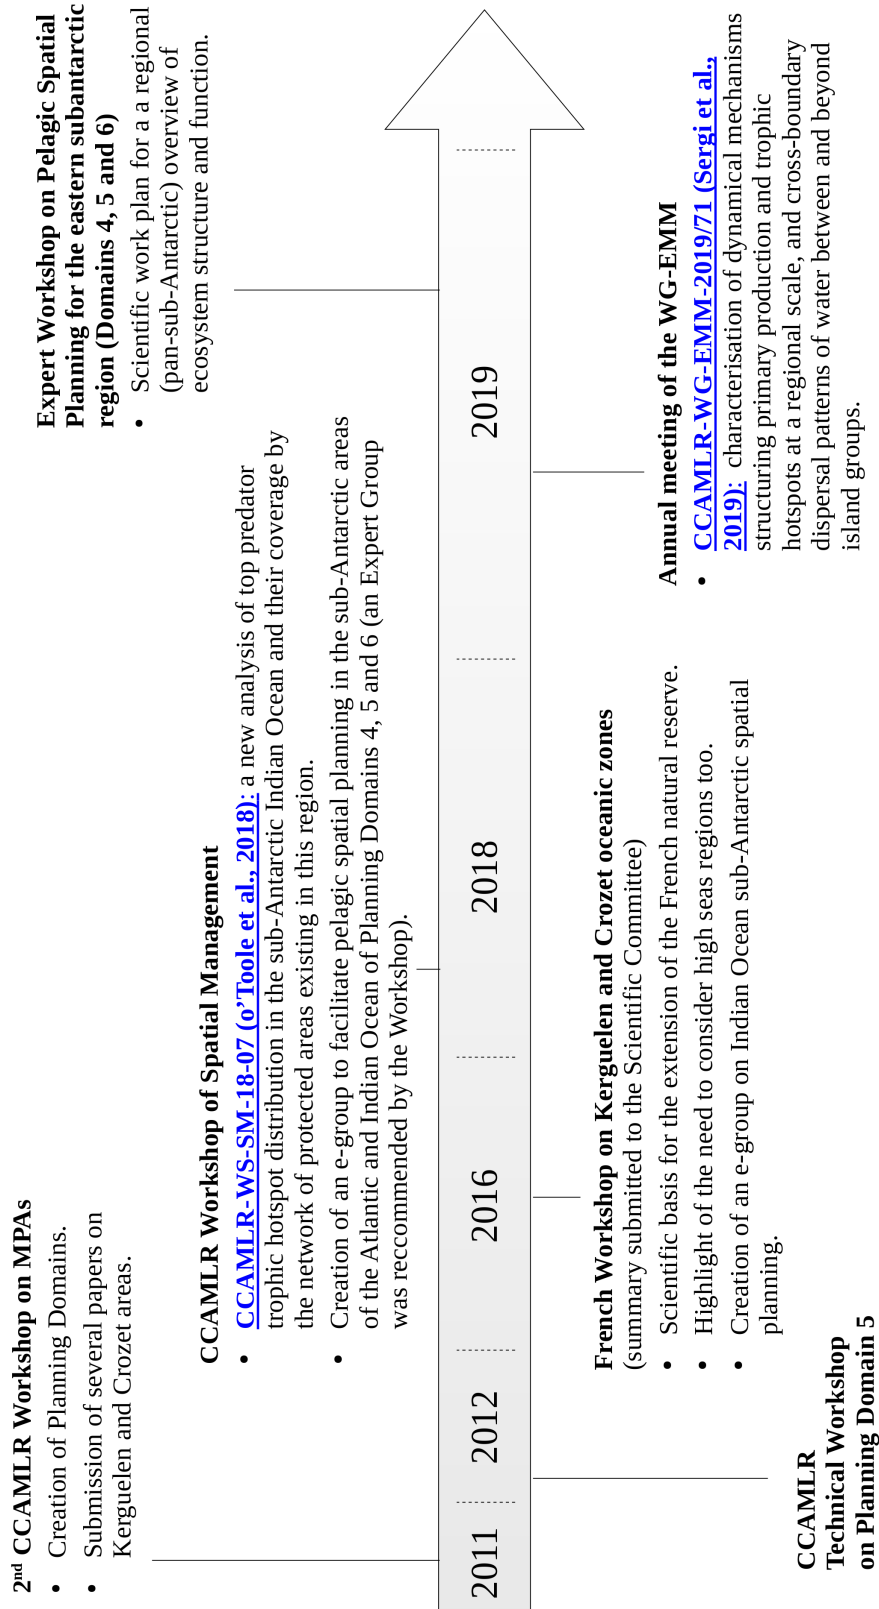 2nd CCAMLR Workshop on MPAs
• Creation of Planning Domains.
• Submission of several papers on
Kerguelen and Crozet areas.
CCAMLR Workshop of Spatial Management
• CCAMLR-WS-SM-18-07 (o’Toole et al., 2018): a new analysis of top predator
trophic hotspot distribution in the sub-Antarctic Indian Ocean and their coverage by
the network of protected areas existing in this region.
• Creation of an e-group to facilitate pelagic spatial planning in the sub-Antarctic areas
of the Atlantic and Indian Ocean of Planning Domains 4, 5 and 6 (an Expert Group
was reccommended by the Workshop).
Expert Workshop on Pelagic Spatial
Planning for the eastern subantarctic
region (Domains 4, 5 and 6)
• Scientific work plan for a a regional
(pan-sub-Antarctic) overview of
ecosystem structure and function.
2011
2012
2016
2018
2019
CCAMLR
Technical Workshop
on Planning Domain 5
French Workshop on Kerguelen and Crozet oceanic zones
(summary submitted to the Scientific Committee)
• Scientific basis for the extension of the French natural reserve.
• Highlight of the need to consider high seas regions too.
• Creation of an e-group on Indian Ocean sub-Antarctic spatial
planning.
Annual meeting of the WG-EMM
• CCAMLR-WG-EMM-2019/71 (Sergi et al.,
2019): characterisation of dynamical mechanisms
structuring primary production and trophic
hotspots at a regional scale, and cross-boundary
dispersal patterns of water between and beyond
island groups.